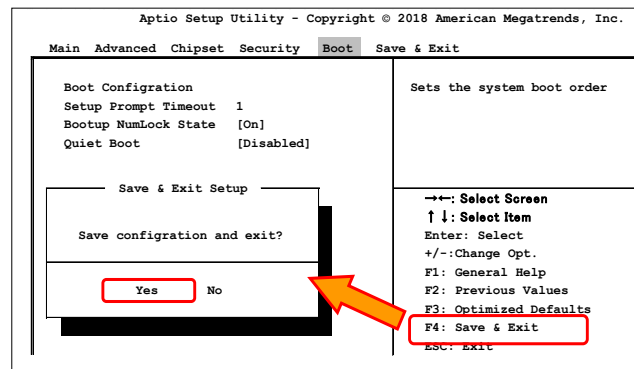 Aptio Setup Utility - Copyright © 2018 American Megatrends, Inc.
Main Advanced Chipset Security Boot Save & Exit
Boot Configration
Setup Prompt Timeout 1
Bootup NumLock State [On]
Quiet Boot [Disabled]
Sets the system boot order
Save & Exit Setup
Save configration and exit?
Yes No
→←: Select Screen
↑↓: Select Item
Enter: Select
+/-:Change Opt.
F1: General Help
F2: Previous Values
F3: Optimized Defaults
F4: Save & Exit
ESC: Exit